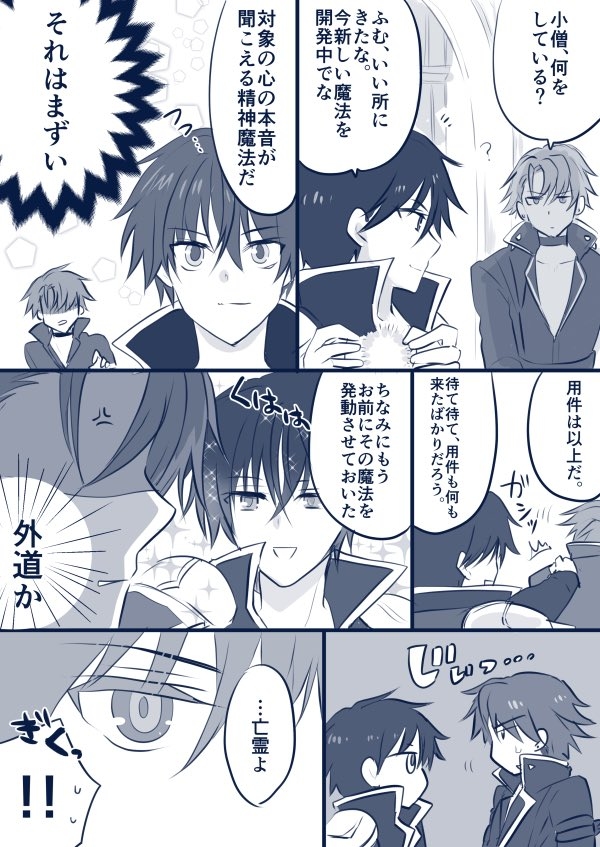 小僧、何を
している？
ふむ、いい所に
きたな。
今新しい魔法を
開発中でな
対象の心の本音が
聞こえる精神魔法だ
それはまずい
用件は以上だ。
待て待て、用件も何も
来たばかりだろう。
ガシッ
ちなみにもう
お前にその魔法を
発動させておいた
くはは
外道か
じいっ…
…亡霊よ
ぎくっ
!!